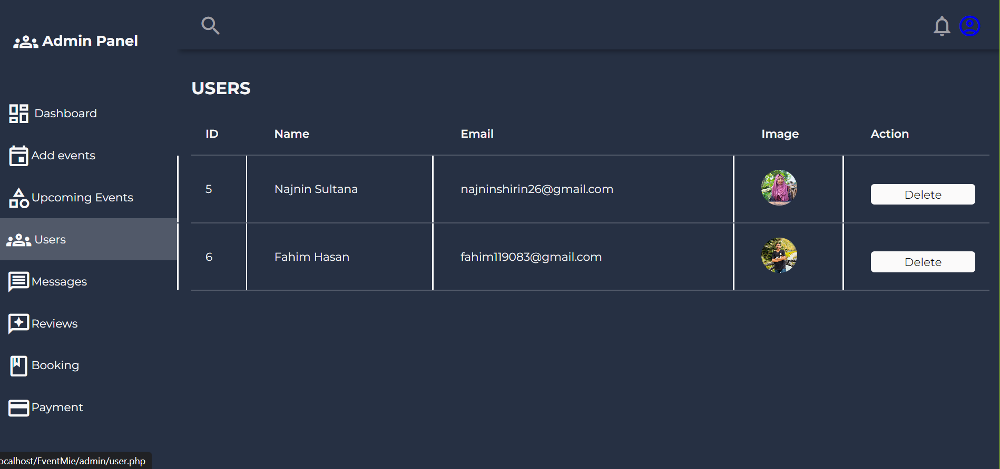 Admin Panel
Dashboard
Add events
Upcoming Events
Users
Messages
Reviews
Booking
Payment
USERS
ID Name Email Image Action
5 Najnin Sultana najninshirin26@gmail.com Delete
6 Fahim Hasan fahim119083@gmail.com Delete
ocalhost/EventMie/admin/user.php